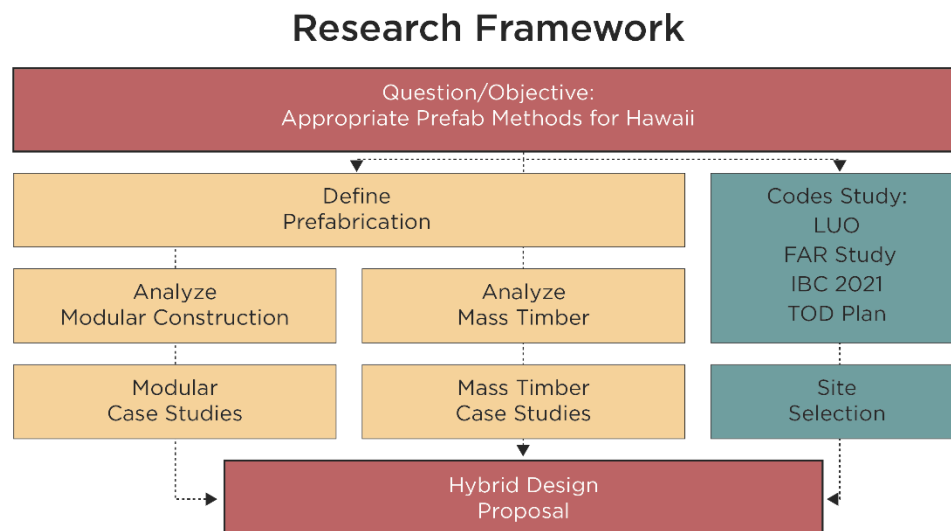 Research Framework
Question/Objective:
Appropriate Prefab Methods for Hawaii
Define
Prefabrication
Codes Study:
LUO
FAR Study
IBC 2021
TOD Plan
Analyze
Modular Construction
Analyze
Mass Timber
Modular
Case Studies
Mass Timber
Case Studies
Site
Selection
Hybrid Design
Proposal